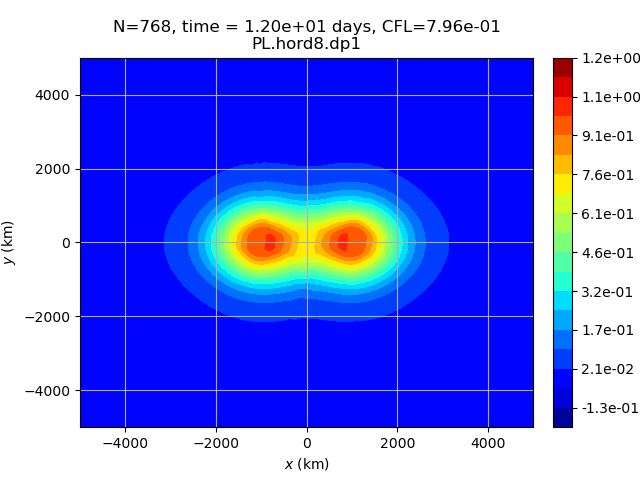 N=768, time = 1.20e+01 days, CFL=7.96e-01
PL.hord8.dp1
1.2e+00
1.1e+00
9.1e-01
7.6e-01
6.1e-01
4.6e-01
3.2e-01
1.7e-01
2.1e-02
-1.3e-01
4000
2000
0
−2000
−4000
y (km)
−4000 −2000 0 2000 4000
x (km)